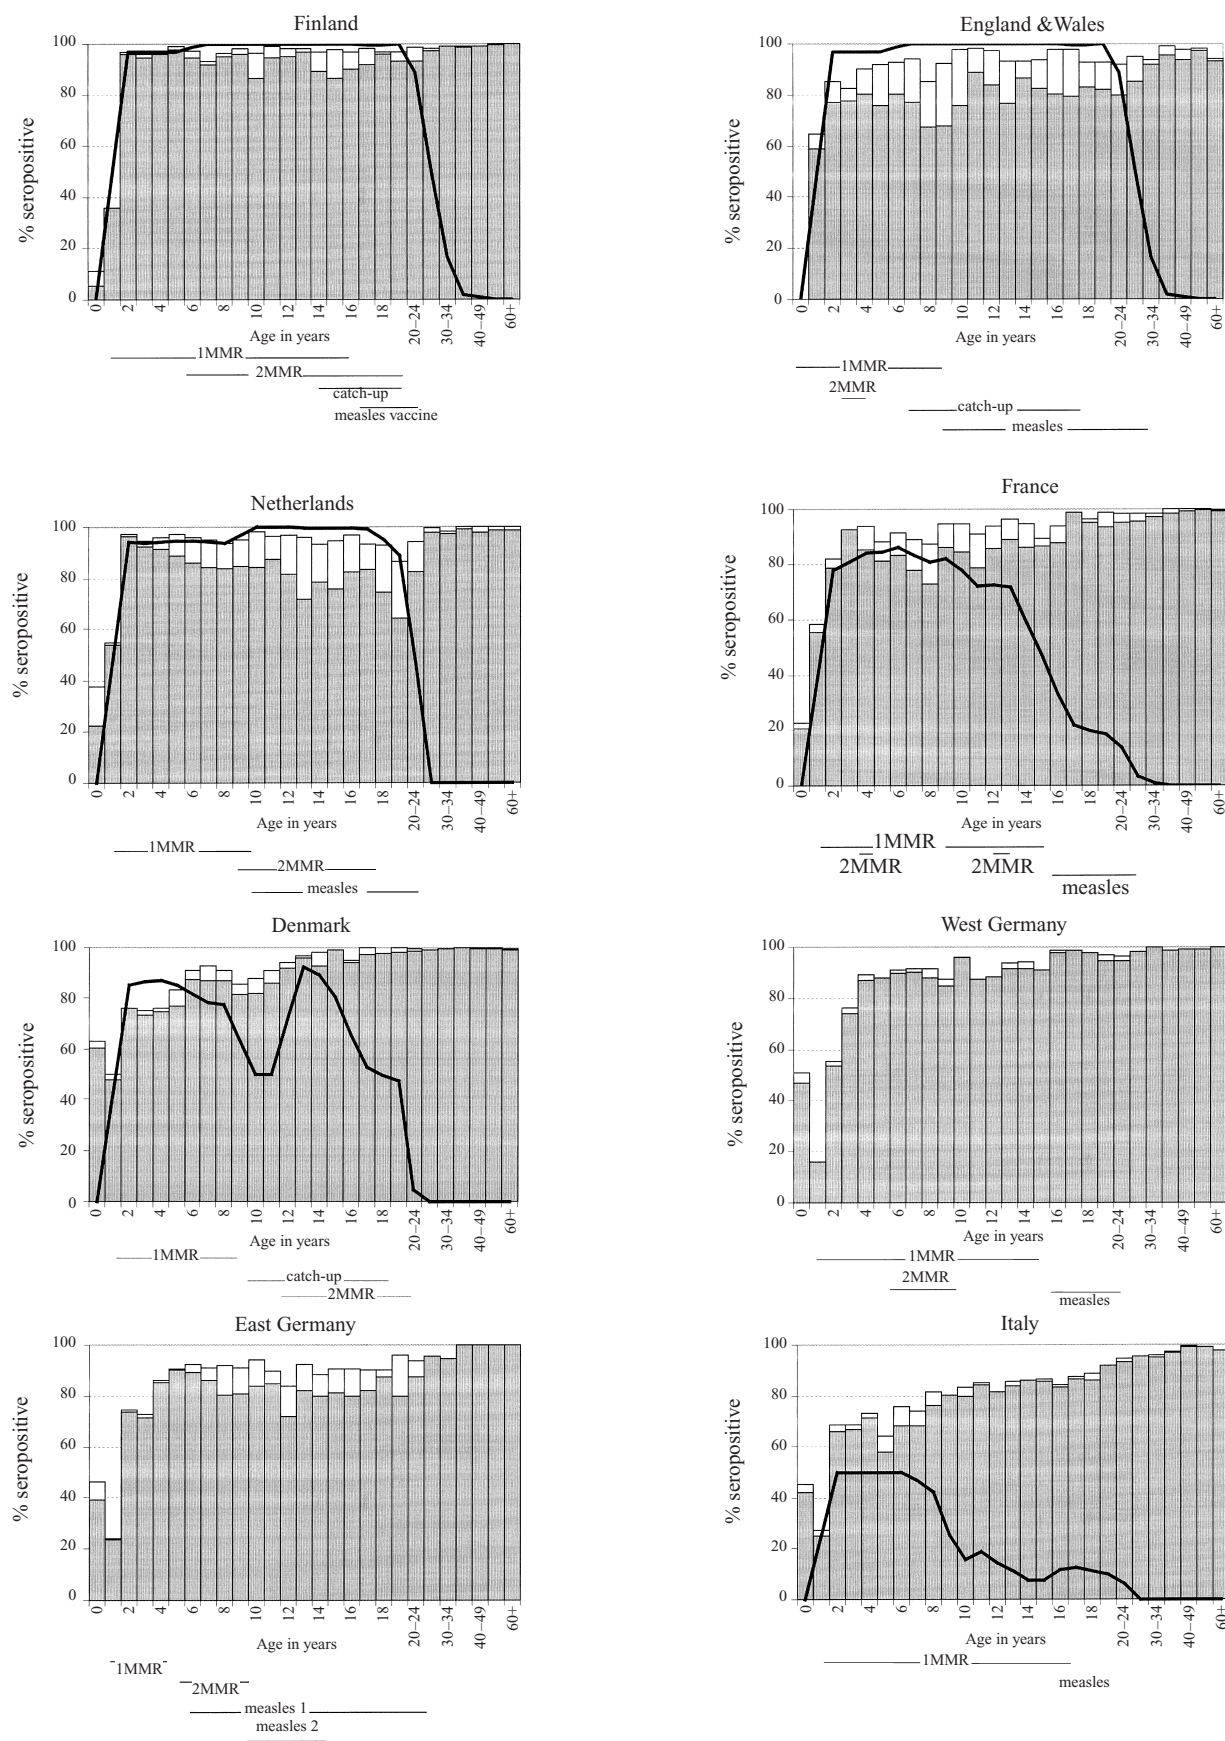 Finland
% seropositive
100
80
60
40
20
0
0 2 4 6 8 10 12 14 16 18 20–24 30–34 40–49 60+
Age in years
1MMR
2MMR
catch-up
measles vaccine
England &Wales
% seropositive
100
80
60
40
20
0
0 2 4 6 8 10 12 14 16 18 20–24 30–34 40–49 60+
Age in years
1MMR
2MMR
catch-up
measles
Netherlands
% seropositive
100
80
60
40
20
0
0 2 4 6 8 10 12 14 16 18 20–24 30–34 40–49 60+
Age in years
1MMR
2MMR
measles
France
% seropositive
100
80
60
40
20
0
0 2 4 6 8 10 12 14 16 18 20–24 30–34 40–49 60+
Age in years
1MMR
2MMR 2MMR
measles
Denmark
% seropositive
100
80
60
40
20
0
0 2 4 6 8 10 12 14 16 18 20–24 30–34 40–49 60+
Age in years
1MMR
catch-up
2MMR
West Germany
% seropositive
100
80
60
40
20
0
0 2 4 6 8 10 12 14 16 18 20–24 30–34 40–49 60+
Age in years
1MMR
2MMR
measles
East Germany
% seropositive
100
80
60
40
20
0
0 2 4 6 8 10 12 14 16 18 20–24 30–34 40–49 60+
Age in years
1MMR
2MMR
measles 1
measles 2
Italy
% seropositive
100
80
60
40
20
0
0 2 4 6 8 10 12 14 16 18 20–24 30–34 40–49 60+
Age in years
1MMR
measles